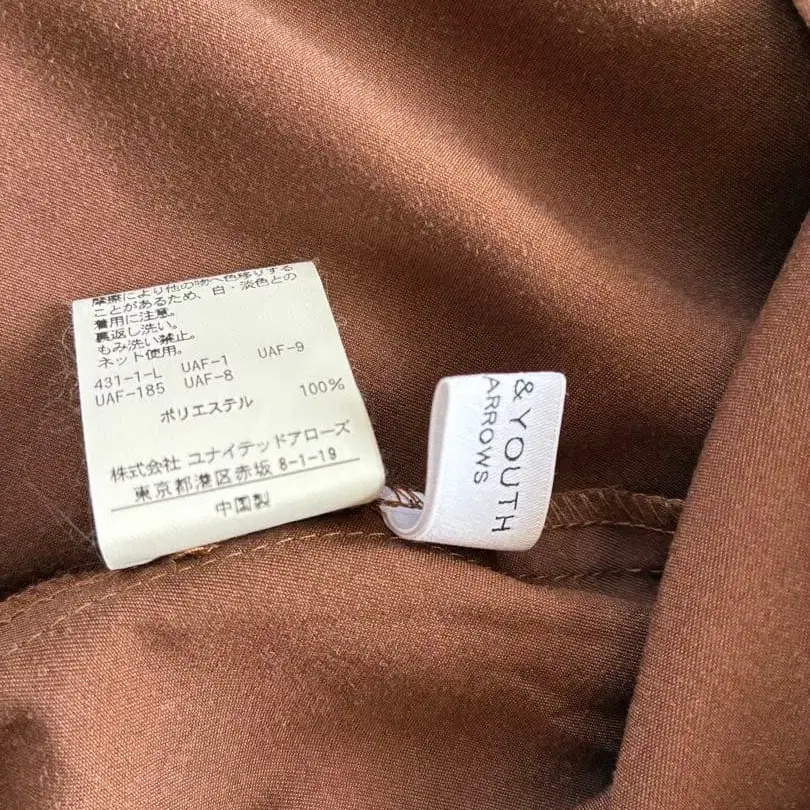 摩擦により他の物へ色移りする
ことがあるため、白・淡色との
着用に注意。
裏返し洗い。
もみ洗い禁止。
ネット使用。
431-1-L UAF-1 UAF-9
UAF-185 UAF-8
ポリエステル 100%
株式会社 ユナイテッドアローズ
東京都港区赤坂 8-1-19
中国製
& YOUTH
ARROWS